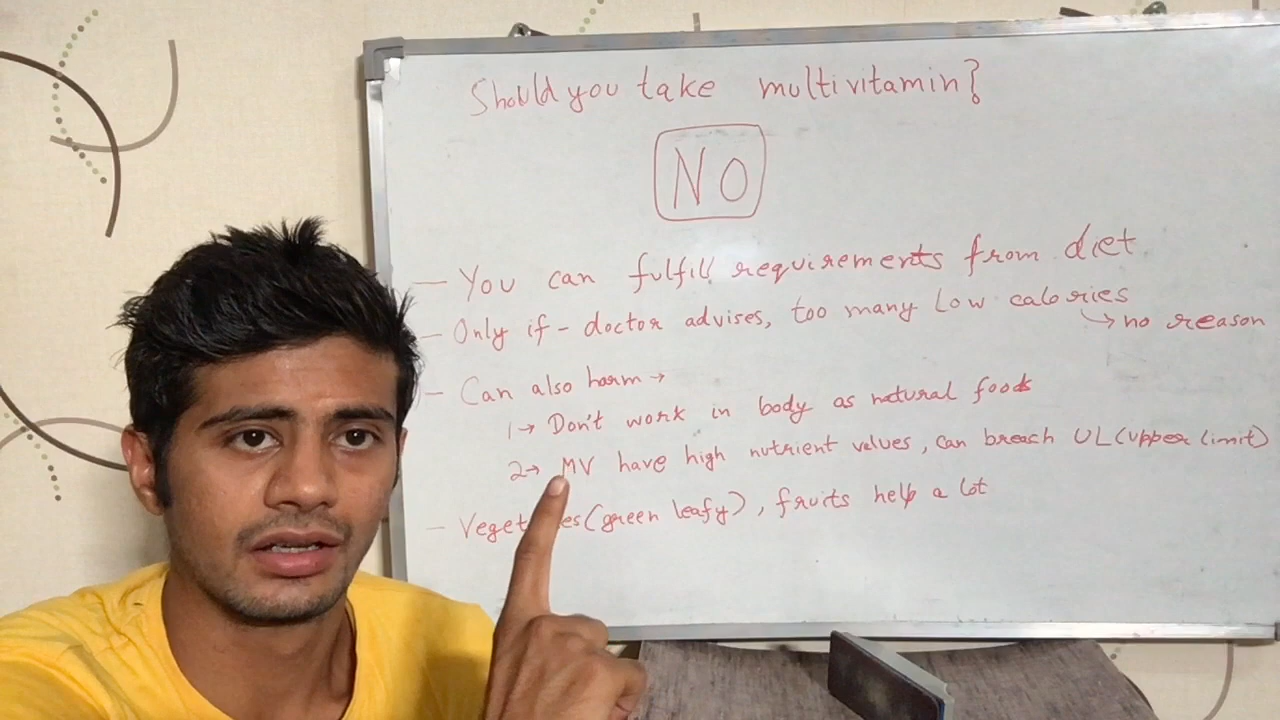 Should you take multivitamin?
NO
- You can fulfill requirements from diet
- Only if - doctor advises, too many low calories
↳ no reason
- Can also harm →
1 → Don't work in body as natural foods
2 → MV have high nutrient values, can breach UL (upper limit)
- Veget es (green leafy), fruits help a lot